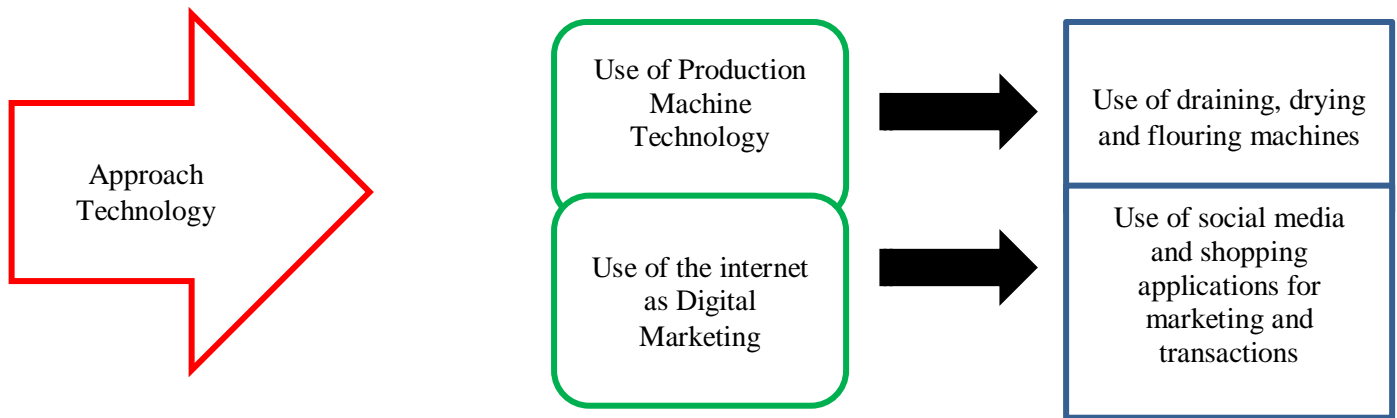 Approach
Technology
Use of Production
Machine
Technology
Use of draining, drying
and flouring machines
Use of the internet
as Digital
Marketing
Use of social media
and shopping
applications for
marketing and
transactions